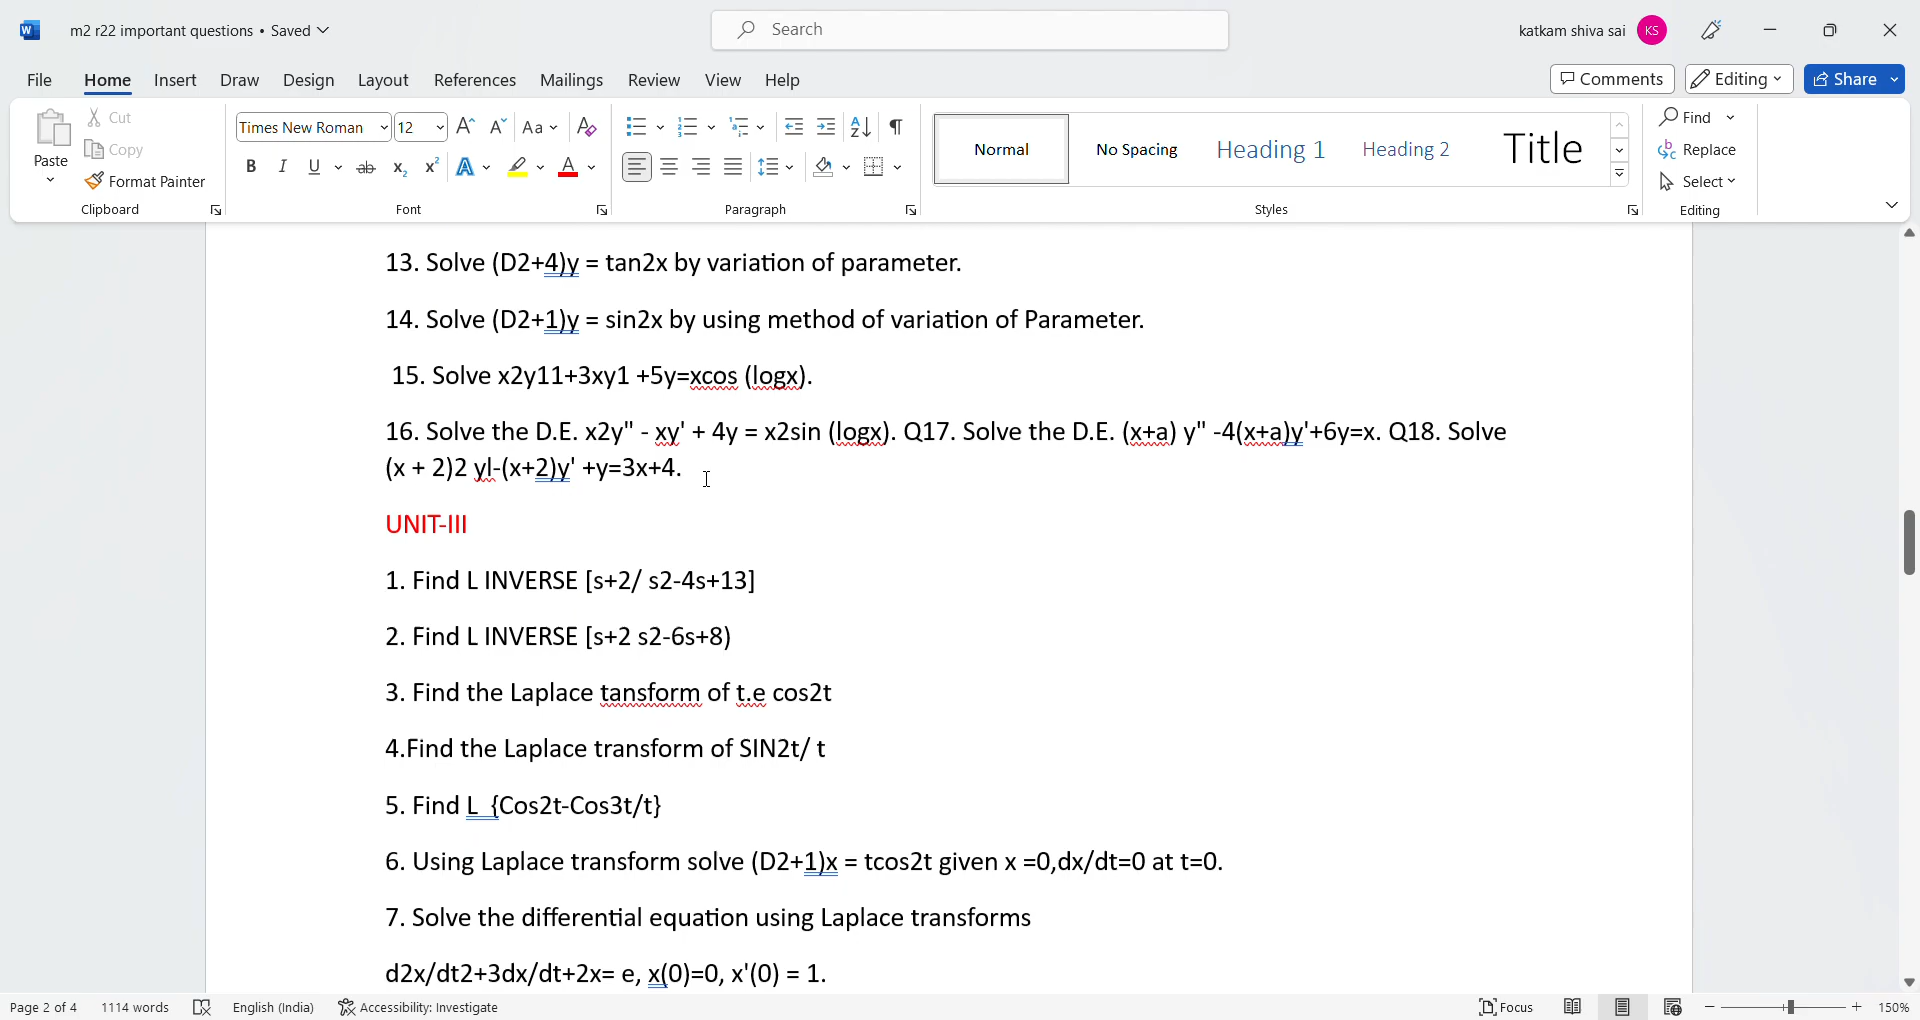 m2 r22 important questions • Saved
Search
katkam shiva sai KS
File Home Insert Draw Design Layout References Mailings Review View Help
Comments Editing Share
Paste
Cut
Copy
Format Painter
Clipboard
Times New Roman 12
Font
Paragraph
Normal No Spacing Heading 1 Heading 2 Title
Styles
Find
Replace
Select
Editing
13. Solve (D2+4)y = tan2x by variation of parameter.
14. Solve (D2+1)y = sin2x by using method of variation of Parameter.
15. Solve x2y11+3xy1 +5y=xcos (logx).
16. Solve the D.E. x2y" - xy' + 4y = x2sin (logx). Q17. Solve the D.E. (x+a) y" -4(x+a)y'+6y=x. Q18. Solve
(x + 2)2 yl-(x+2)y' +y=3x+4.
UNIT-III
1. Find L INVERSE [s+2/ s2-4s+13]
2. Find L INVERSE [s+2 s2-6s+8)
3. Find the Laplace tansform of t.e cos2t
4.Find the Laplace transform of SIN2t/ t
5. Find L {Cos2t-Cos3t/t}
6. Using Laplace transform solve (D2+1)x = tcos2t given x =0,dx/dt=0 at t=0.
7. Solve the differential equation using Laplace transforms
d2x/dt2+3dx/dt+2x= e, x(0)=0, x'(0) = 1.
Page 2 of 4 1114 words English (India) Accessibility: Investigate Focus 150%